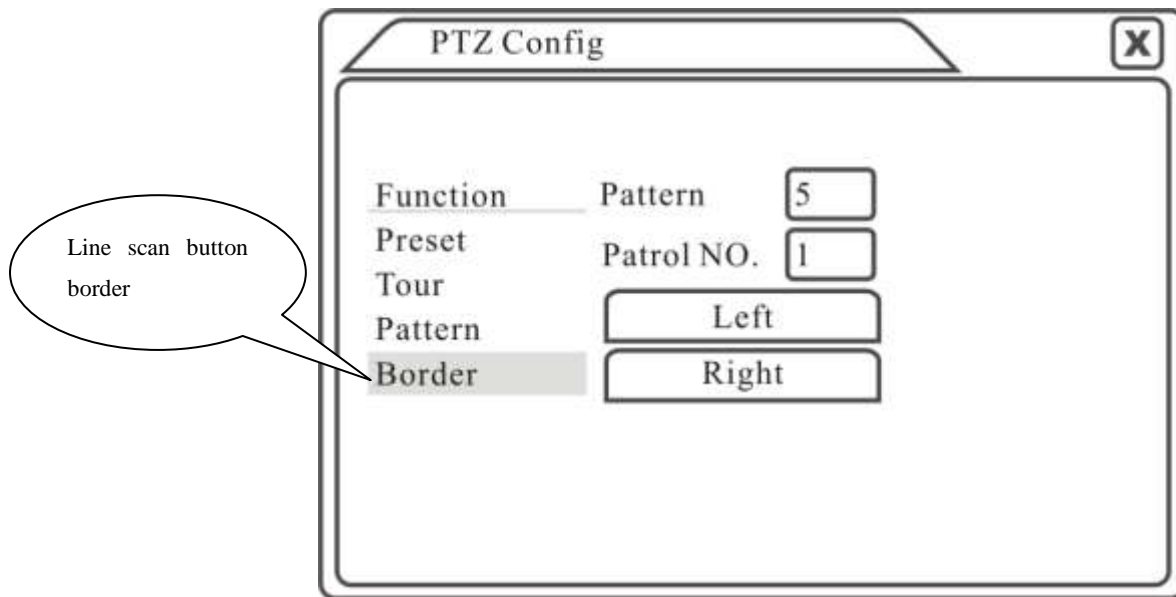 PTZ Config
X
Function
Preset
Tour
Pattern
Border
Pattern 5
Patrol NO. 1
Left
Right
Line scan button
border